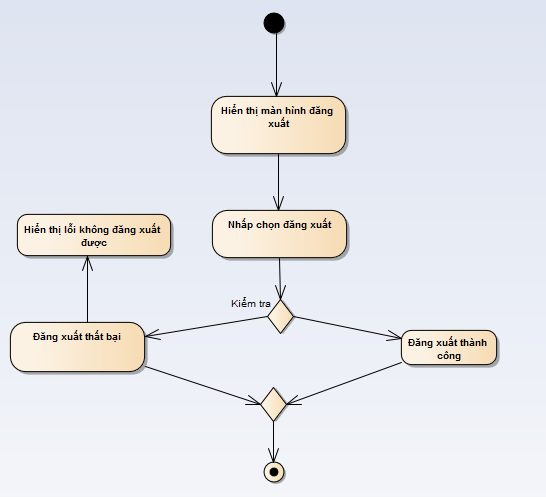 Hiển thị màn hình đăng
xuất
Nhấp chọn đăng xuất
Hiển thị lỗi không đăng xuất
được
Kiểm tra
Đăng xuất thất bại
Đăng xuất thành
công